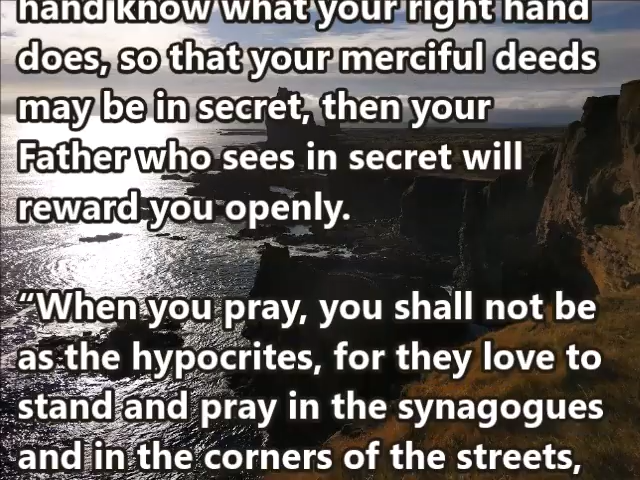 hand know what your right hand
does, so that your merciful deeds
may be in secret, then your
Father who sees in secret will
reward you openly.
“When you pray, you shall not be
as the hypocrites, for they love to
stand and pray in the synagogues
and in the corners of the streets,